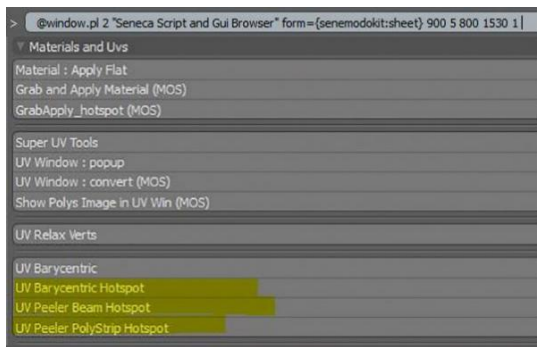 > @window.pl 2 "Seneca Script and Gui Browser" form={senemodokit:sheet} 900 5 800 1530 1
Materials and Uvs
Material : Apply Flat
Grab and Apply Material (MOS)
GrabApply_hotspot (MOS)
Super UV Tools
UV Window : popup
UV Window : convert (MOS)
Show Polys Image in UV Win (MOS)
UV Relax Verts
UV Barycentric
UV Barycentric Hotspot
UV Peeler Beam Hotspot
UV Peeler PolyStrip Hotspot